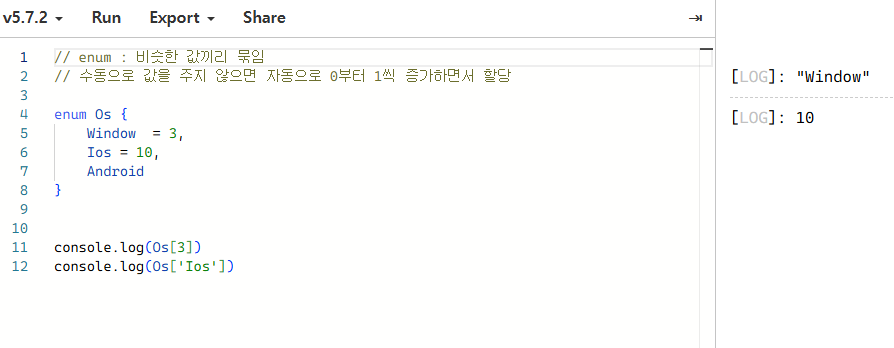 v5.7.2 Run Export Share
1 // enum : 비슷한 값끼리 묶임
2 // 수동으로 값을 주지 않으면 자동으로 0부터 1씩 증가하면서 할당
3
4 enum Os {
5     Window  = 3,
6     Ios = 10,
7     Android
8 }
9
10
11 console.log(Os[3])
12 console.log(Os['Ios'])
[LOG]: "Window"
[LOG]: 10